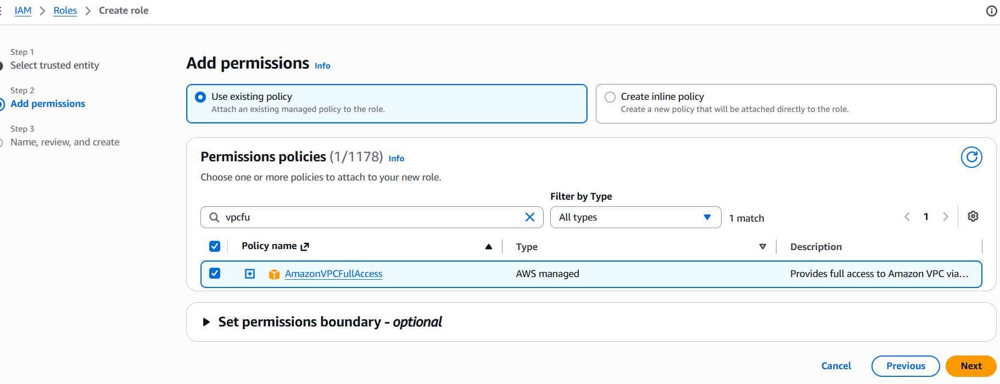 IAM > Roles > Create role
Step 1
Select trusted entity
Step 2
Add permissions
Step 3
Name, review, and create
Add permissions Info
Use existing policy
Attach an existing managed policy to the role.
Create inline policy
Create a new policy that will be attached directly to the role.
Permissions policies (1/1178) Info
Choose one or more policies to attach to your new role.
Filter by Type
vpcfu
All types
1 match
1
Policy name
Type
Description
AmazonVPCFullAccess
AWS managed
Provides full access to Amazon VPC via...
Set permissions boundary - optional
Cancel
Previous
Next